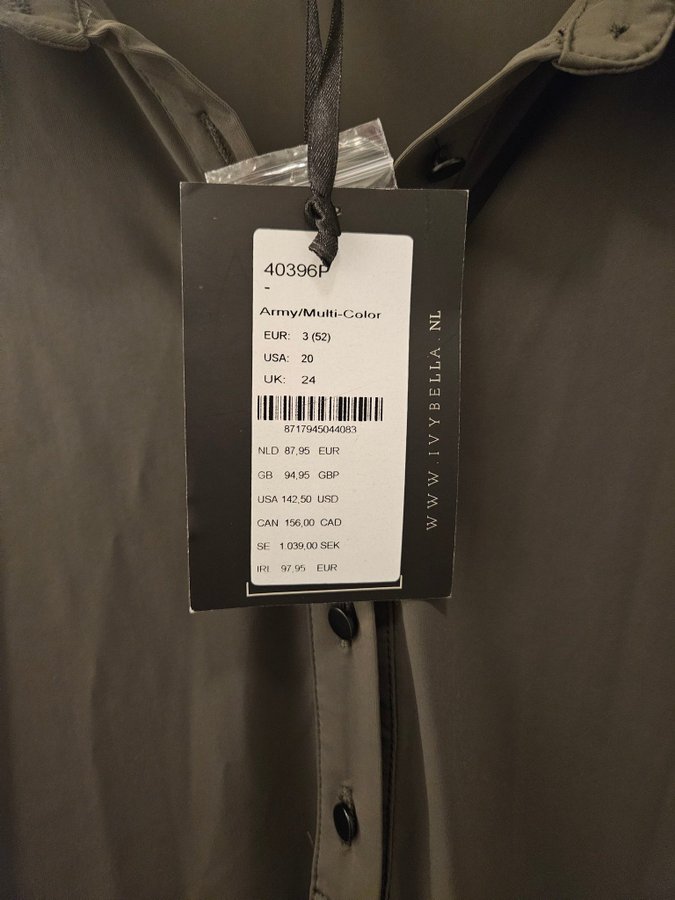 40396P
-
Army/Multi-Color
EUR: 3 (52)
USA: 20
UK: 24
8717945044083
NLD 87,95 EUR
GB 94,95 GBP
USA 142,50 USD
CAN 156,00 CAD
SE 1.039,00 SEK
IRL 97,95 EUR
WWW.IVYBELLA.NL